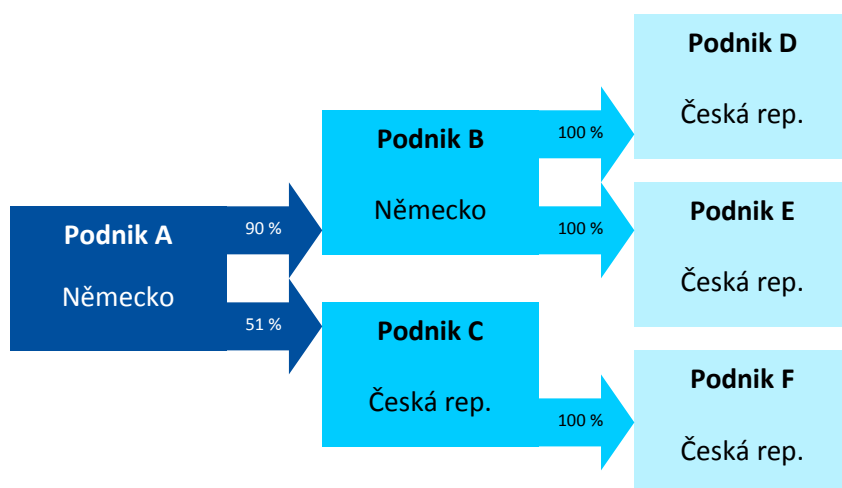 Podnik A
Německo
90 %
51 %
Podnik B
Německo
Podnik C
Česká rep.
100 %
100 %
100 %
Podnik D
Česká rep.
Podnik E
Česká rep.
Podnik F
Česká rep.